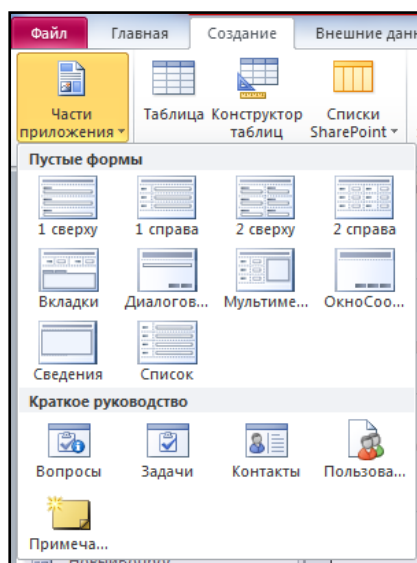 Файл Главная Создание Внешние дан
Части приложения
Таблица
Конструктор таблиц
Списки SharePoint
Пустые формы
1 сверху 1 справа 2 сверху 2 справа
Вкладки Диалогов... Мультиме... ОкноСоо...
Сведения Список
Краткое руководство
Вопросы Задачи Контакты Пользова...
Примеча...